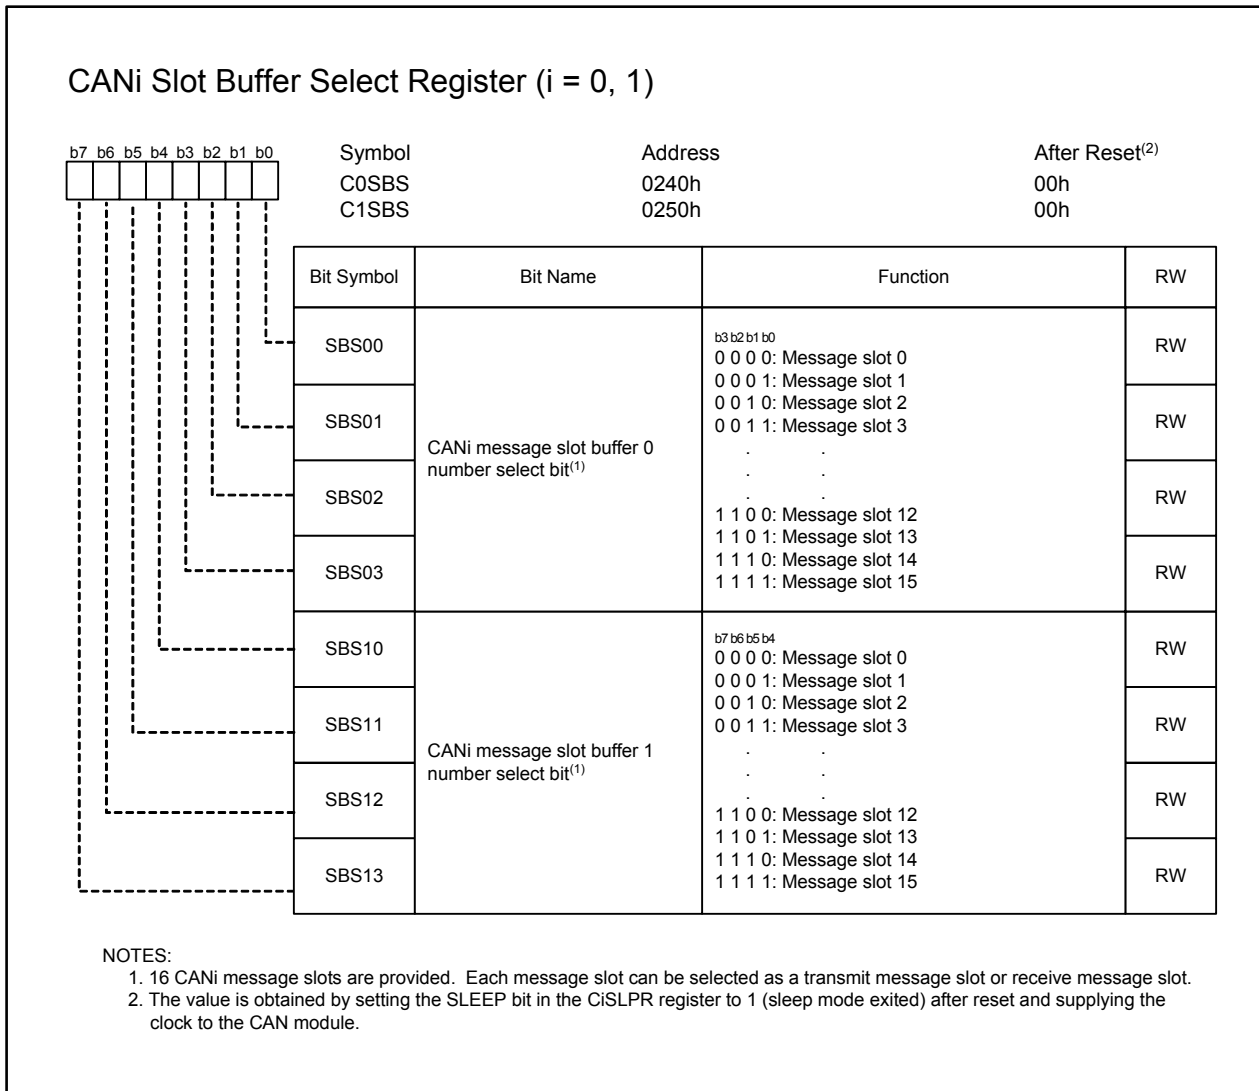 CANi Slot Buffer Select Register (i = 0, 1)
b7 b6 b5 b4 b3 b2 b1 b0
Symbol Address After Reset(2)
C0SBS 0240h 00h
C1SBS 0250h 00h
Bit Symbol Bit Name Function RW
SBS00 RW
SBS01 RW
SBS02 RW
SBS03 RW
CANi message slot buffer 0
number select bit(1)
b3 b2 b1 b0
0 0 0 0: Message slot 0
0 0 0 1: Message slot 1
0 0 1 0: Message slot 2
0 0 1 1: Message slot 3
. .
. .
. .
1 1 0 0: Message slot 12
1 1 0 1: Message slot 13
1 1 1 0: Message slot 14
1 1 1 1: Message slot 15
SBS10 RW
SBS11 RW
SBS12 RW
SBS13 RW
CANi message slot buffer 1
number select bit(1)
b7 b6 b5 b4
0 0 0 0: Message slot 0
0 0 0 1: Message slot 1
0 0 1 0: Message slot 2
0 0 1 1: Message slot 3
. .
. .
. .
1 1 0 0: Message slot 12
1 1 0 1: Message slot 13
1 1 1 0: Message slot 14
1 1 1 1: Message slot 15
NOTES:
1. 16 CANi message slots are provided. Each message slot can be selected as a transmit message slot or receive message slot.
2. The value is obtained by setting the SLEEP bit in the CiSLPR register to 1 (sleep mode exited) after reset and supplying the
clock to the CAN module.